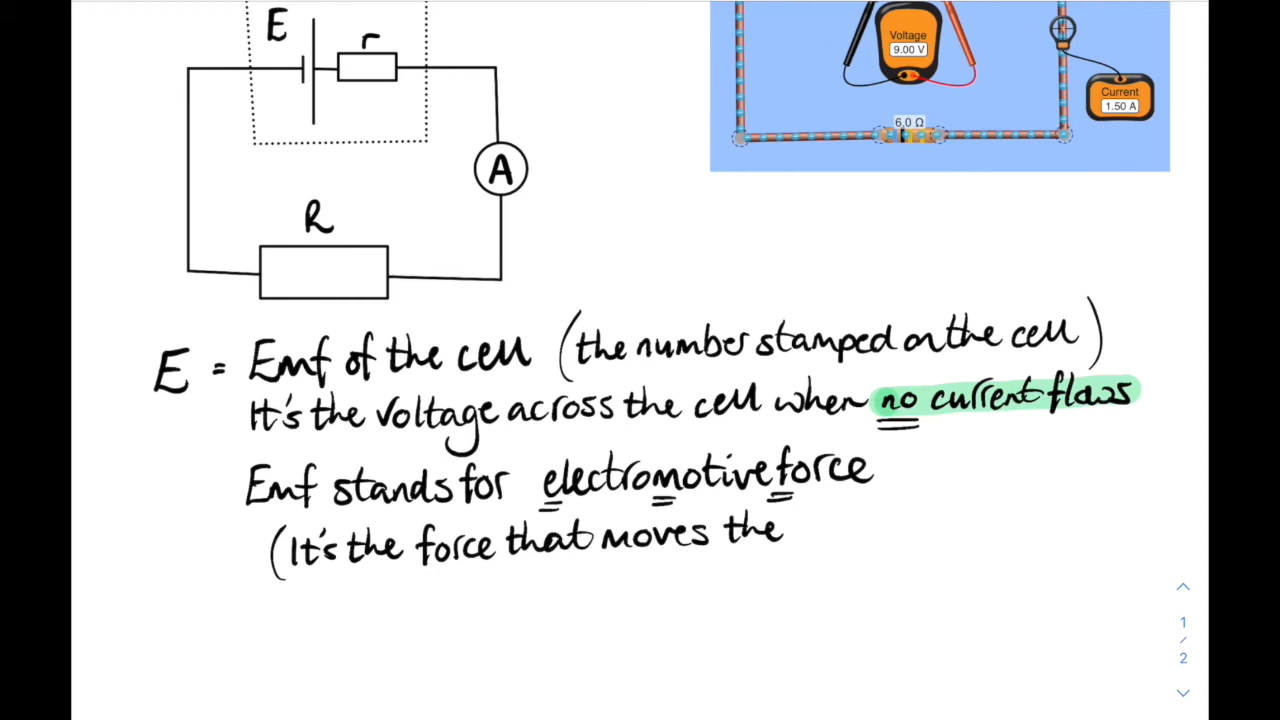 E
r
Voltage
9.00 V
Current
1.50 A
6.0 Ω
A
R
E = Emf of the cell (the number stamped on the cell)
It's the voltage across the cell when no current flows
Emf stands for electromotive force
(It's the force that moves the
1
/
2